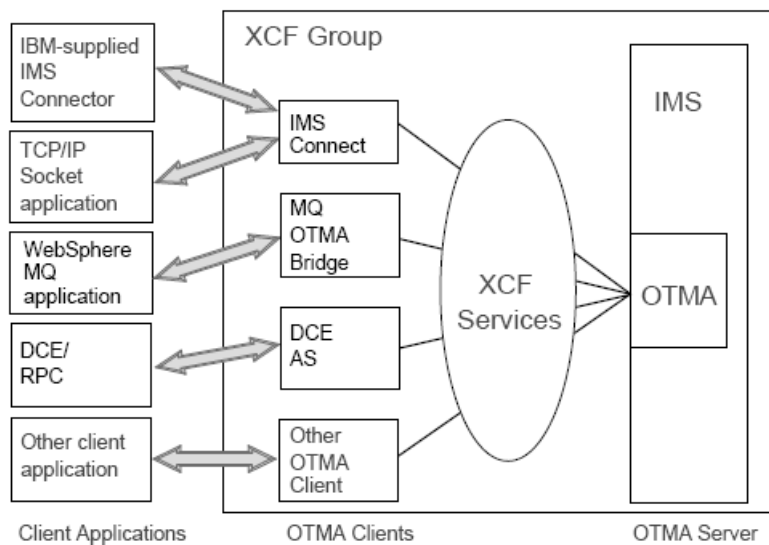 XCF Group
IBM-supplied
IMS
Connector
TCP/IP
Socket
application
WebSphere
MQ
application
DCE/
RPC
Other client
application
IMS
Connect
MQ
OTMA
Bridge
DCE
AS
Other
OTMA
Client
XCF
Services
IMS
OTMA
Client Applications
OTMA Clients
OTMA Server